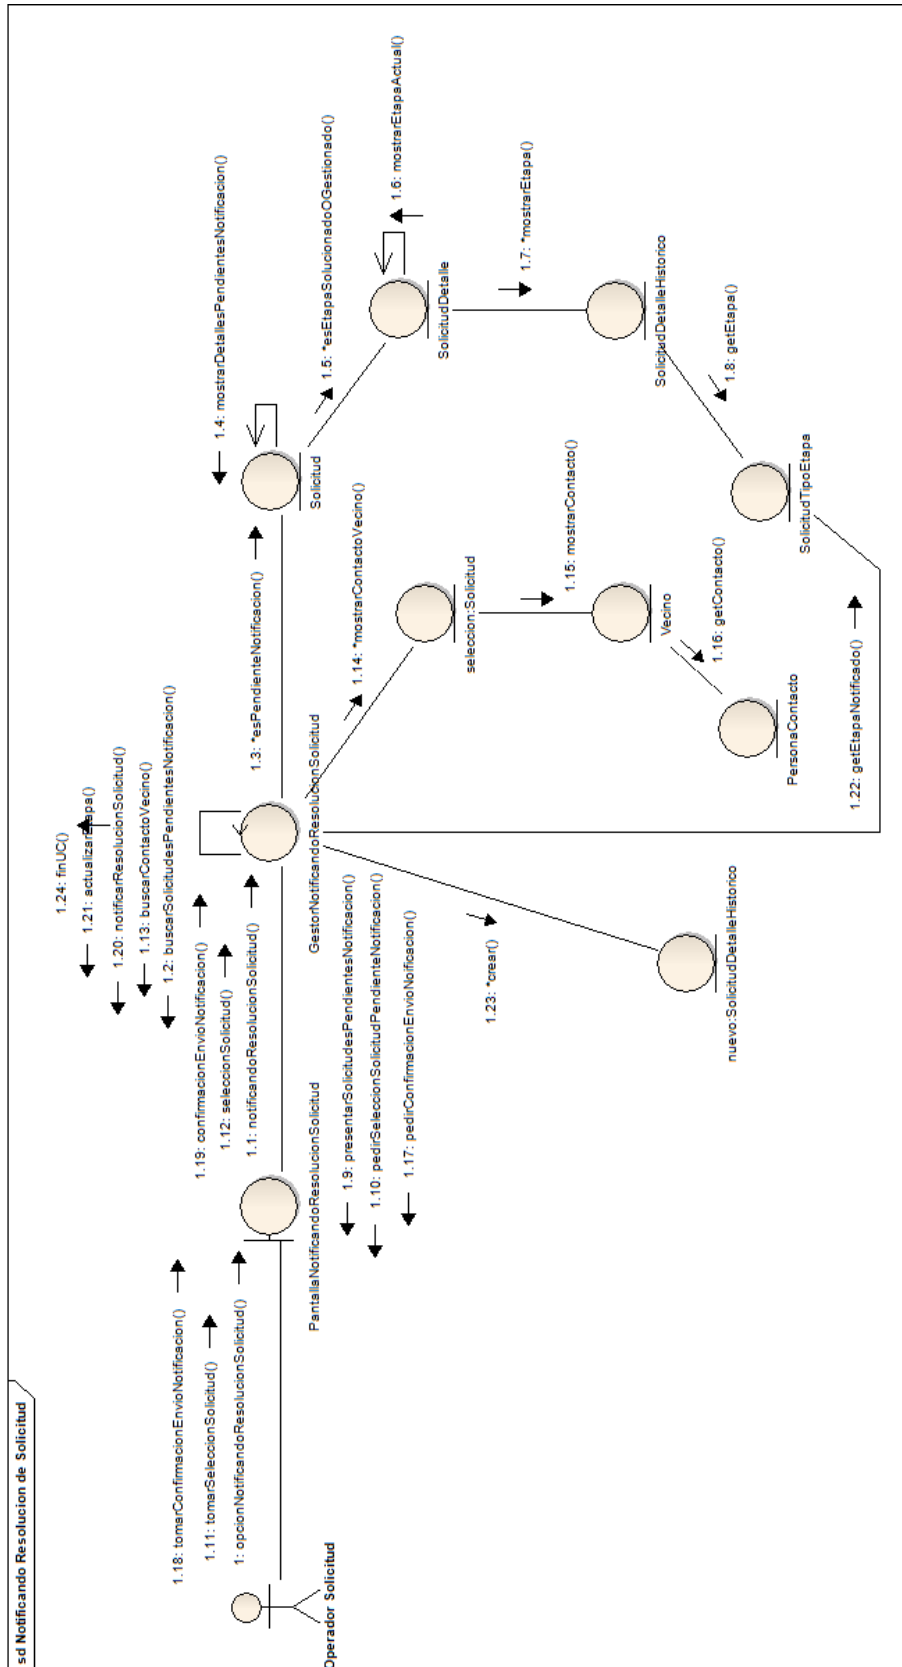 sd Notificando Resolucion de Solicitud
1.24: finUC()
1.21: actualizarEtapa()
1.20: notificarResolucionSolicitud()
1.13: buscarContactoVecino()
1.2: buscarSolicitudesPendientesNotificacion()
1.18: tomarConfirmacionEnvioNotificacion()
1.11: tomarSeleccionSolicitud()
1: opcionNotificandoResolucionSolicitud()
1.19: confirmacionEnvioNotificacion()
1.12: seleccionSolicitud()
1.1: notificandoResolucionSolicitud()
1.3: *esPendienteNotificacion()
1.4: mostrarDetallesPendientesNotificacion()
Operador Solicitud
PantallaNotificandoResolucionSolicitud
GestorNotificandoResolucionSolicitud
Solicitud
1.5: *esEtapaSolucionadoOGestionado()
1.6: mostrarEtapaActual()
1.9: presentarSolicitudesPendientesNotificacion()
1.10: pedirSeleccionSolicitudPendienteNotificacion()
1.17: pedirConfirmacionEnvioNoificacion()
1.14: *mostrarContactoVecino()
SolicitudDetalle
seleccion:Solicitud
1.7: *mostrarEtapa()
1.23: *crear()
1.15: mostrarContacto()
SolicitudDetalleHistorico
Vecino
1.16: getContacto()
1.8: getEtapa()
nuevo:SolicitudDetalleHistorico
PersonaContacto
SolicitudTipoEtapa
1.22: getEtapaNotificado()